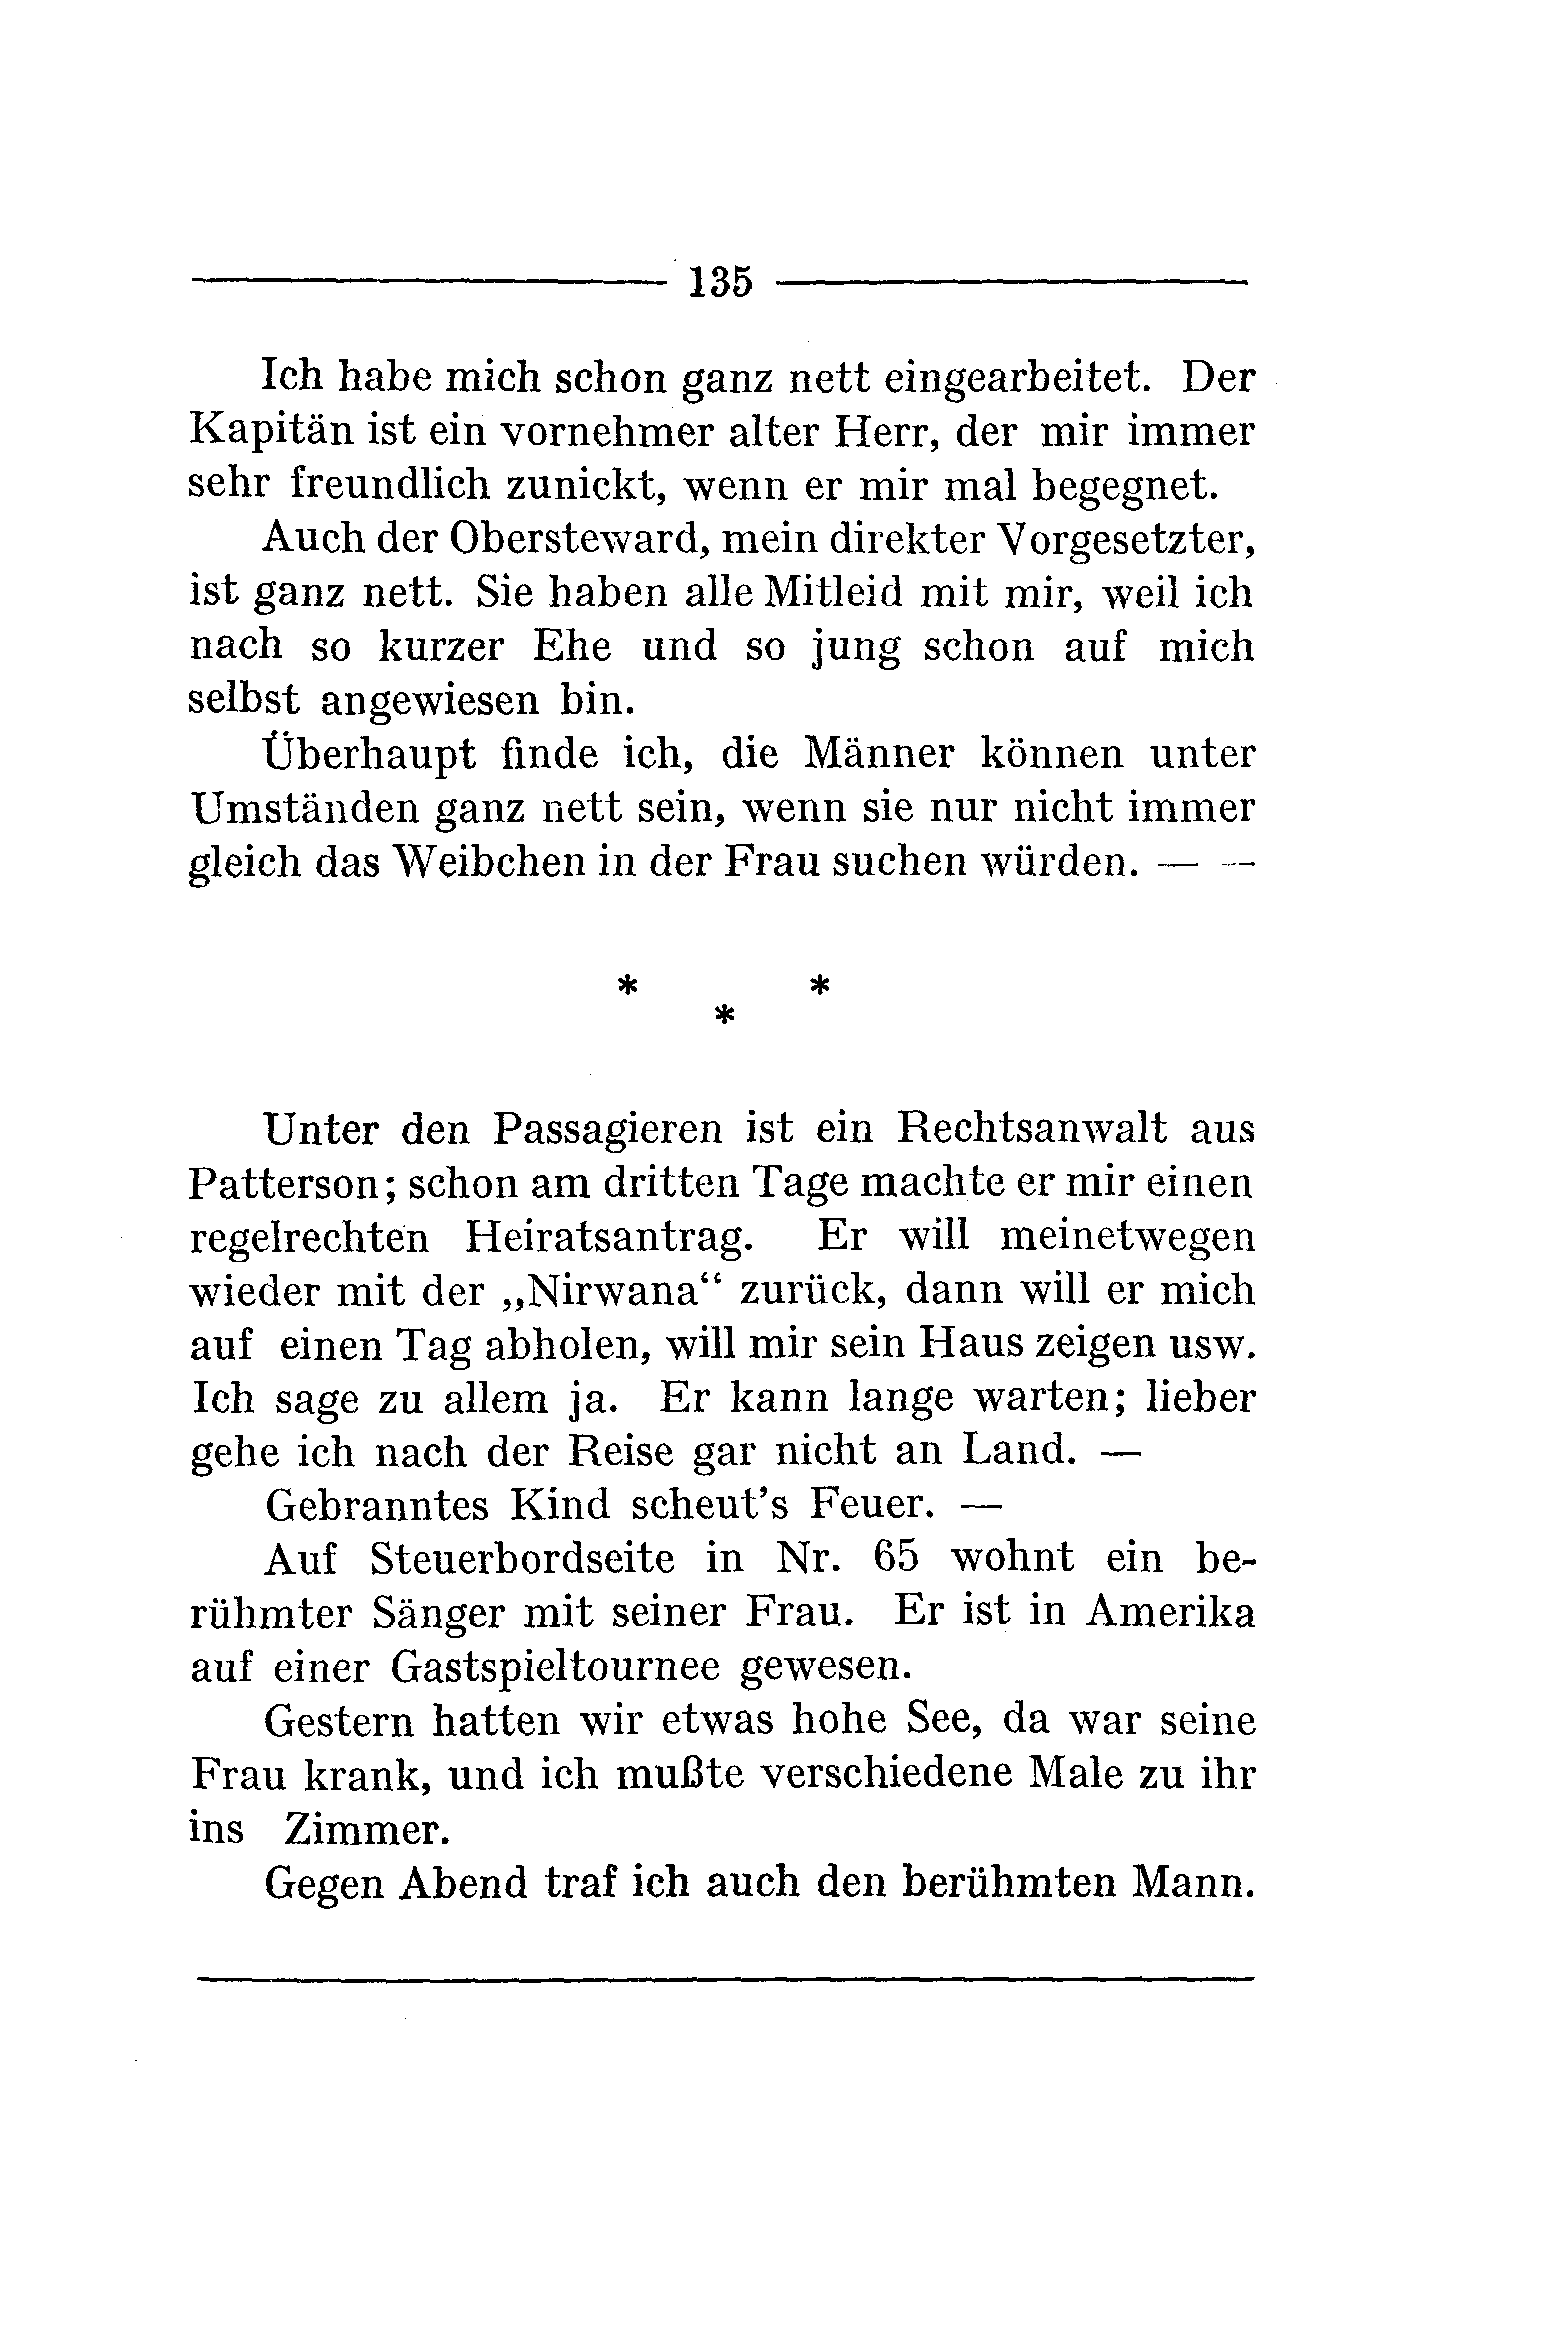 135
Ich habe mich schon ganz nett eingearbeitet. Der
Kapitän ist ein vornehmer alter Herr, der mir immer
sehr freundlich zunickt, wenn er mir mal begegnet.
Auch der Obersteward, mein direkter Vorgesetzter,
ist ganz nett. Sie haben alle Mitleid mit mir, weil ich
nach so kurzer Ehe und so jung schon auf mich
selbst angewiesen bin.
Überhaupt finde ich, die Männer können unter
Umständen ganz nett sein, wenn sie nur nicht immer
gleich das Weibchen in der Frau suchen würden. — —
* *
*
Unter den Passagieren ist ein Rechtsanwalt aus
Patterson; schon am dritten Tage machte er mir einen
regelrechten Heiratsantrag. Er will meinetwegen
wieder mit der „Nirwana“ zurück, dann will er mich
auf einen Tag abholen, will mir sein Haus zeigen usw.
Ich sage zu allem ja. Er kann lange warten; lieber
gehe ich nach der Reise gar nicht an Land. —
Gebranntes Kind scheut's Feuer. —
Auf Steuerbordseite in Nr. 65 wohnt ein be-
rühmter Sänger mit seiner Frau. Er ist in Amerika
auf einer Gastspieltournee gewesen.
Gestern hatten wir etwas hohe See, da war seine
Frau krank, und ich mußte verschiedene Male zu ihr
ins Zimmer.
Gegen Abend traf ich auch den berühmten Mann.